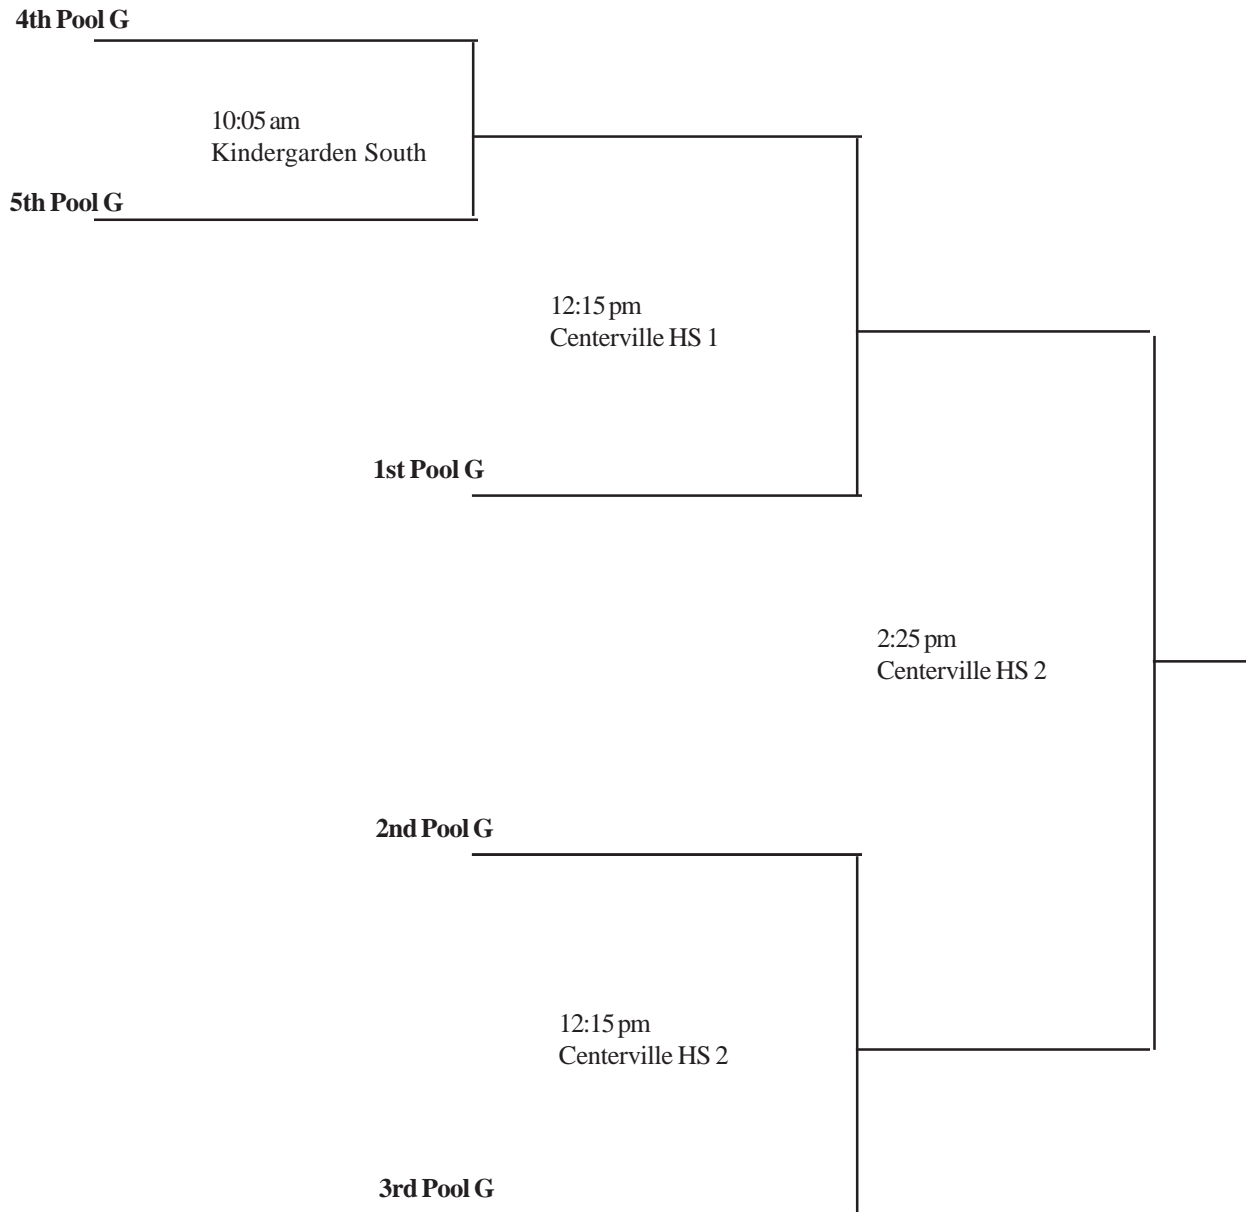 4th Pool G
10:05 am
Kindergarden South
5th Pool G
12:15 pm
Centerville HS 1
1st Pool G
2:25 pm
Centerville HS 2
2nd Pool G
12:15 pm
Centerville HS 2
3rd Pool G